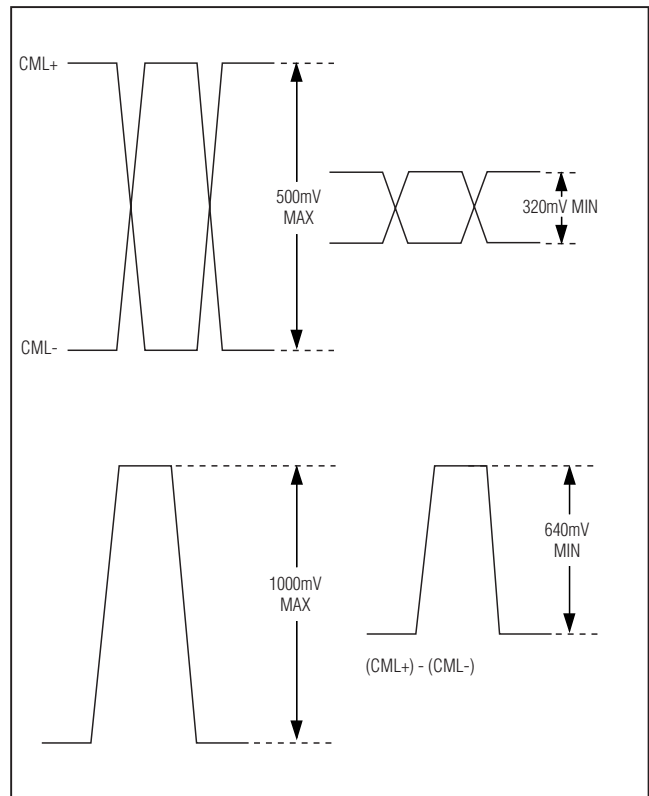 CML+
500mV
MAX
320mV MIN
CML-
1000mV
MAX
640mV
MIN
(CML+) - (CML-)